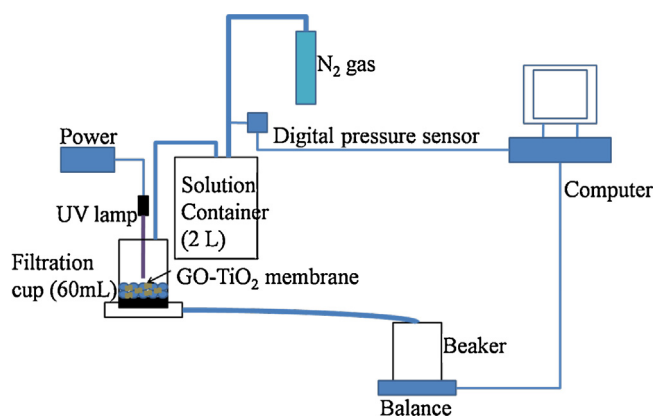 N₂ gas
Digital pressure sensor
Power
Computer
Solution
Container
(2 L)
UV lamp
Filtration
cup (60mL)
GO-TiO₂ membrane
Beaker
Balance